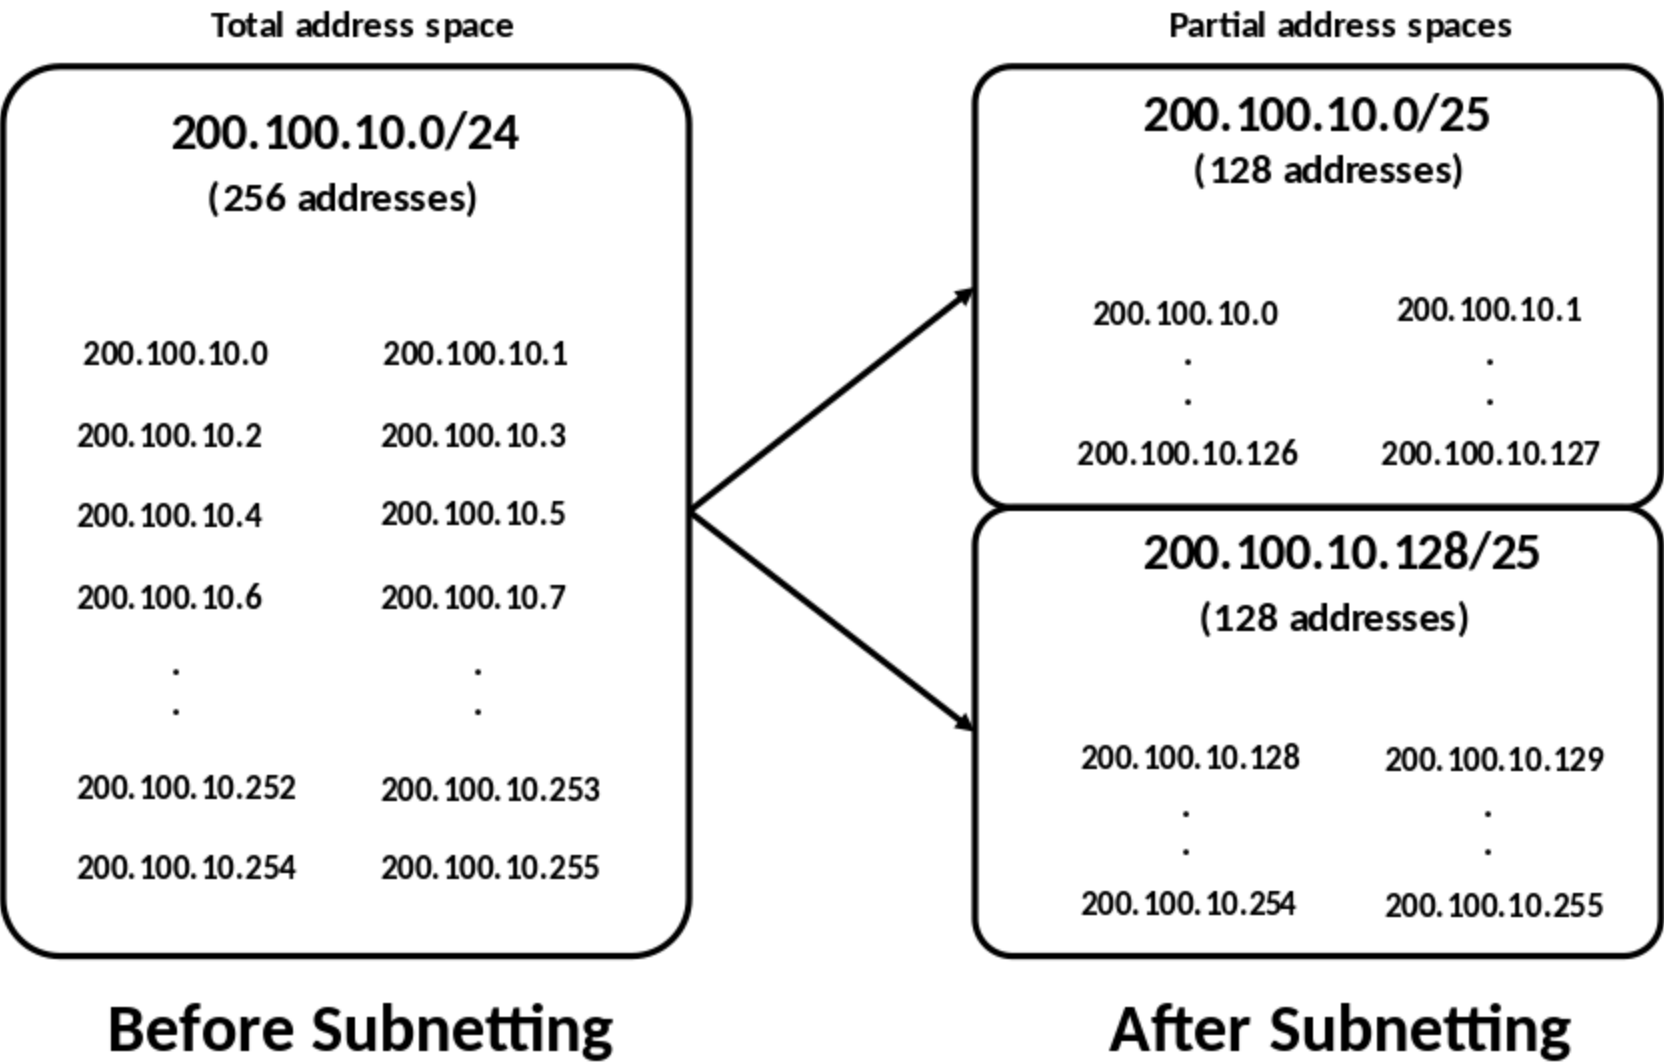 Total address space
200.100.10.0/24
(256 addresses)
200.100.10.0 200.100.10.1
200.100.10.2 200.100.10.3
200.100.10.4 200.100.10.5
200.100.10.6 200.100.10.7
. .
. .
200.100.10.252 200.100.10.253
200.100.10.254 200.100.10.255
Before Subnetting
Partial address spaces
200.100.10.0/25
(128 addresses)
200.100.10.0 200.100.10.1
. .
. .
200.100.10.126 200.100.10.127
200.100.10.128/25
(128 addresses)
200.100.10.128 200.100.10.129
. .
. .
200.100.10.254 200.100.10.255
After Subnetting